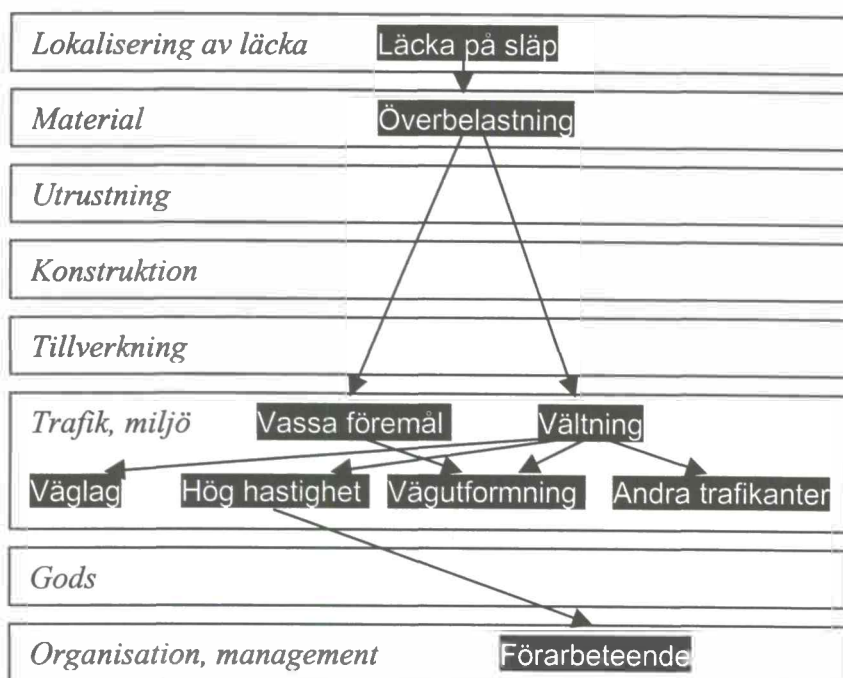 Lokalisering av läcka Läcka på släp
Material Överbelastning
Utrustning
Konstruktion
Tillverkning
Trafik, miljö Vassa föremål Vältning
Väglag Hög hastighet Vägutformning Andra trafikanter
Gods
Organisation, management Förarbeteende